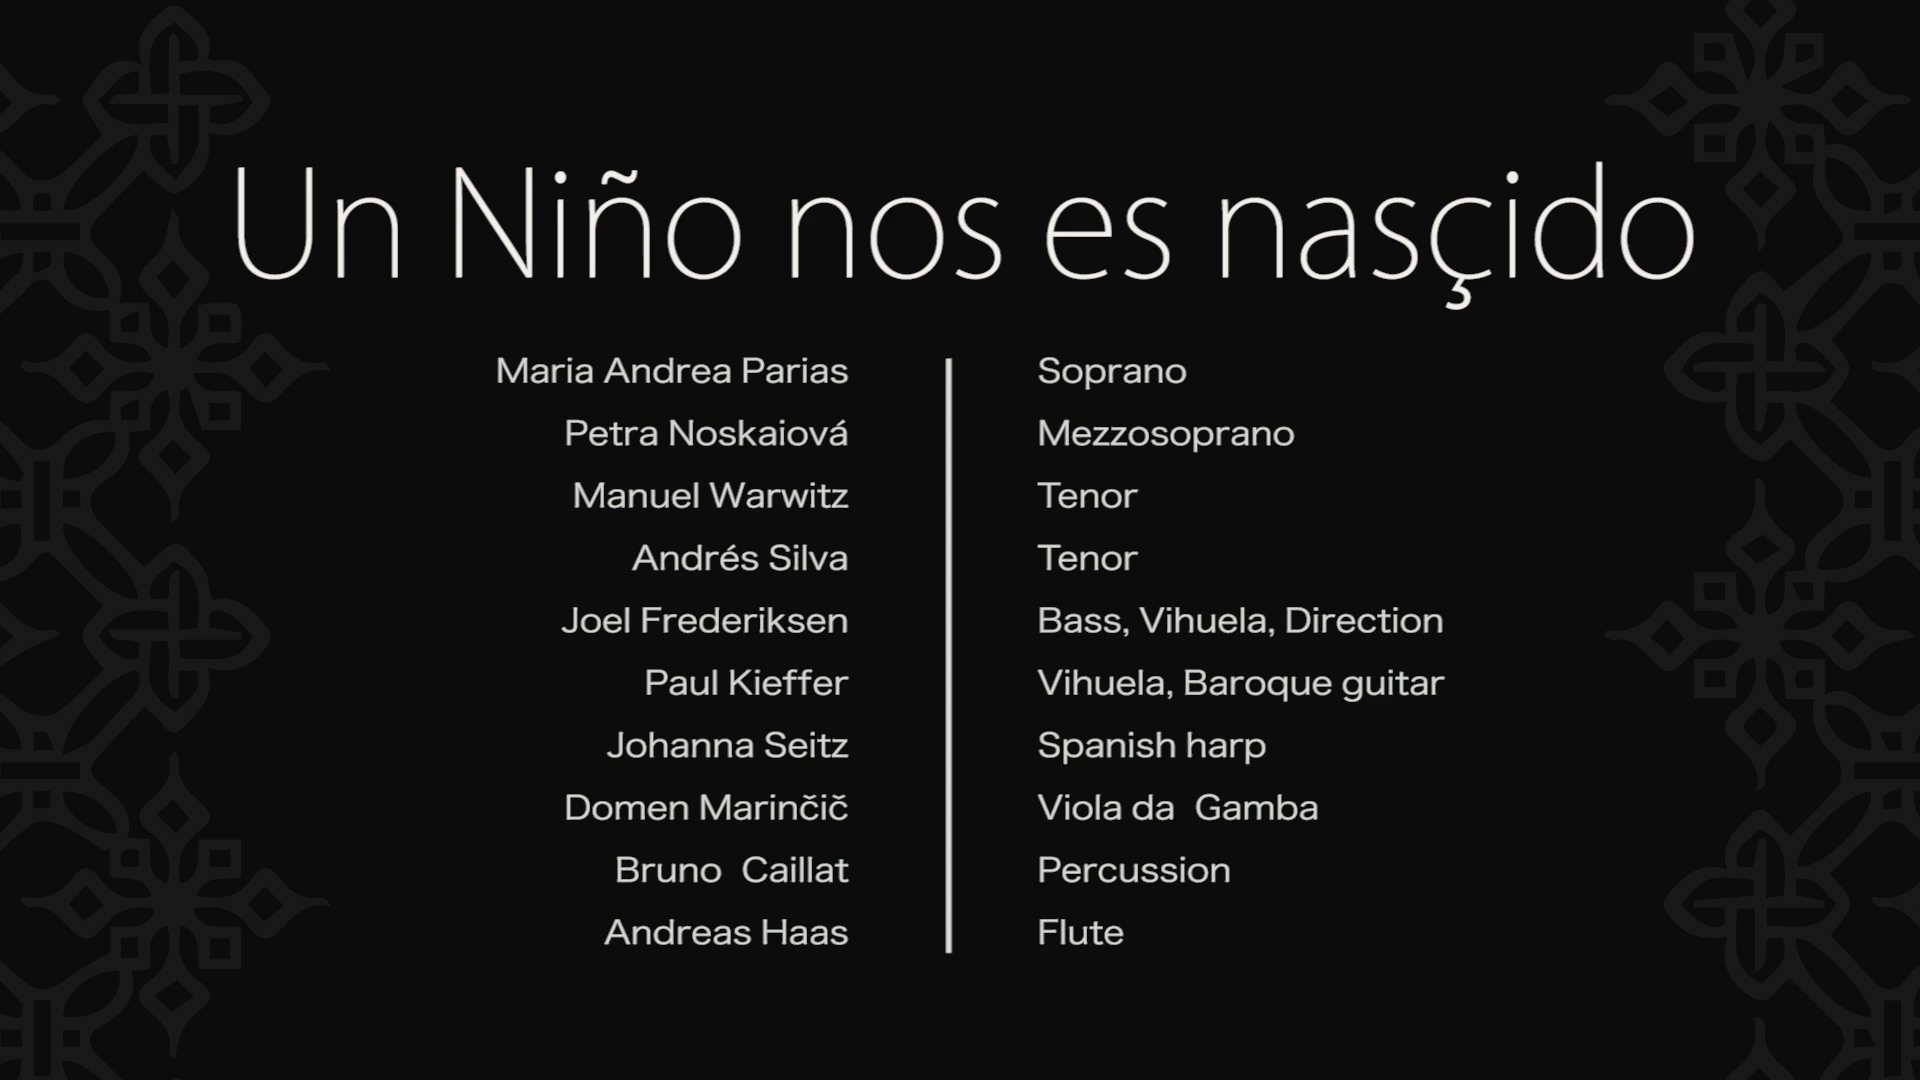 Un Niño nos es nasçido
Maria Andrea Parias Soprano
Petra Noskaiová Mezzosoprano
Manuel Warwitz Tenor
Andrés Silva Tenor
Joel Frederiksen Bass, Vihuela, Direction
Paul Kieffer Vihuela, Baroque guitar
Johanna Seitz Spanish harp
Domen Marinčič Viola da Gamba
Bruno Caillat Percussion
Andreas Haas Flute